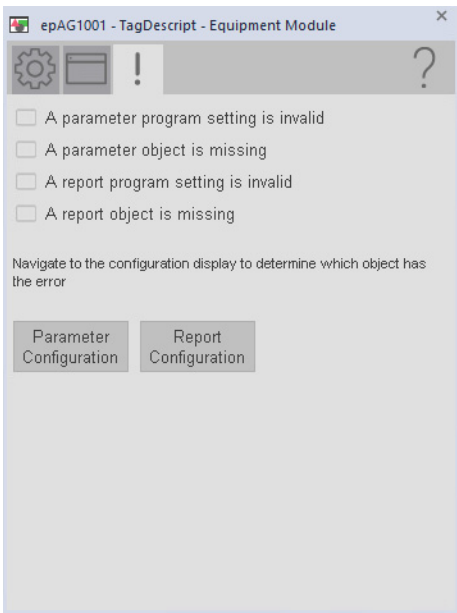 epAG1001 - TagDescript - Equipment Module
A parameter program setting is invalid
A parameter object is missing
A report program setting is invalid
A report object is missing
Navigate to the configuration display to determine which object has
the error
Parameter
Configuration
Report
Configuration